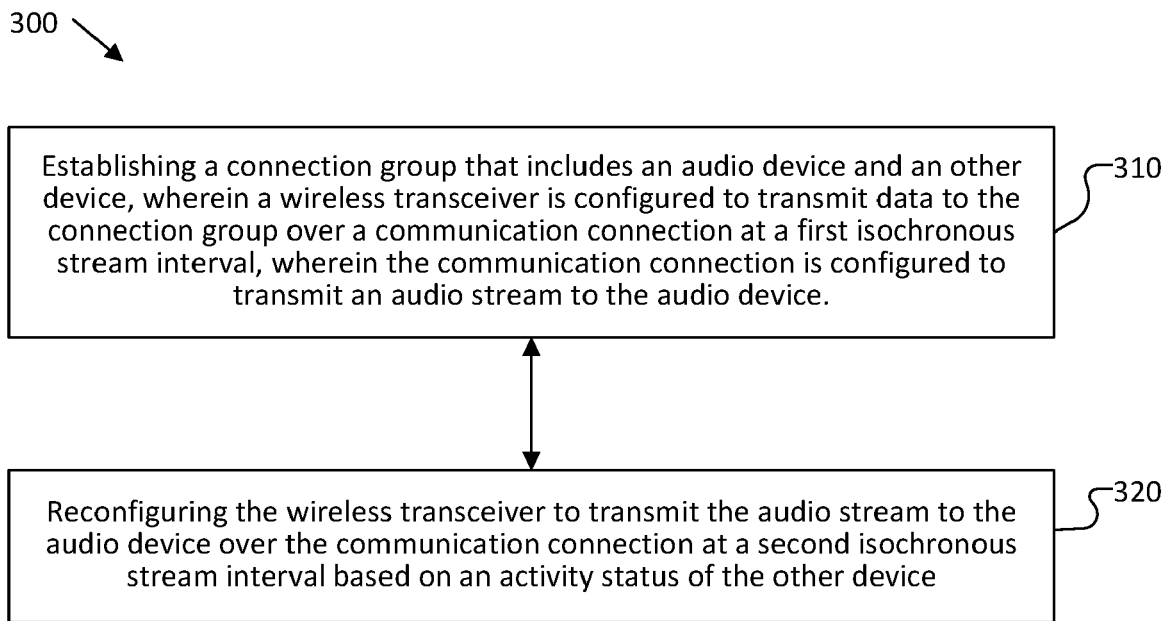 300
Establishing a connection group that includes an audio device and an other
device, wherein a wireless transceiver is configured to transmit data to the
connection group over a communication connection at a first isochronous
stream interval, wherein the communication connection is configured to
transmit an audio stream to the audio device.
310
Reconfiguring the wireless transceiver to transmit the audio stream to the
audio device over the communication connection at a second isochronous
stream interval based on an activity status of the other device
320